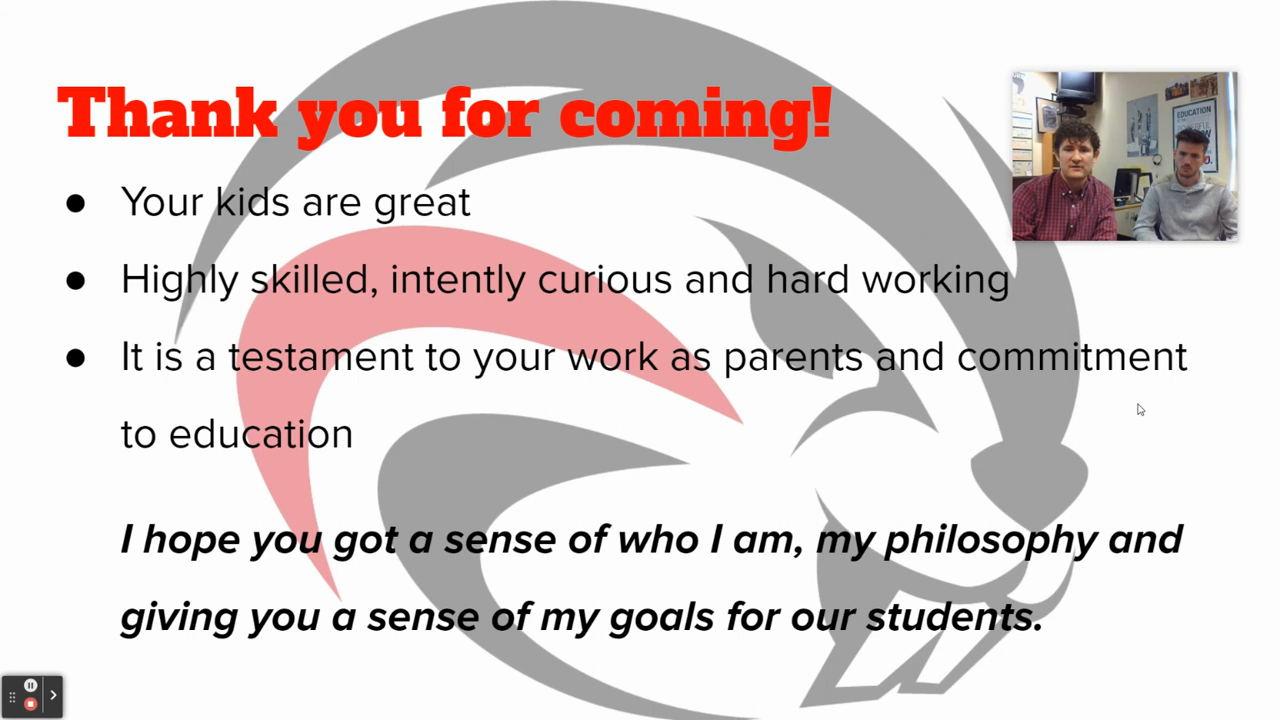 Thank you for coming!
● Your kids are great
● Highly skilled, intently curious and hard working
● It is a testament to your work as parents and commitment
to education
I hope you got a sense of who I am, my philosophy and
giving you a sense of my goals for our students.
EDUCATION